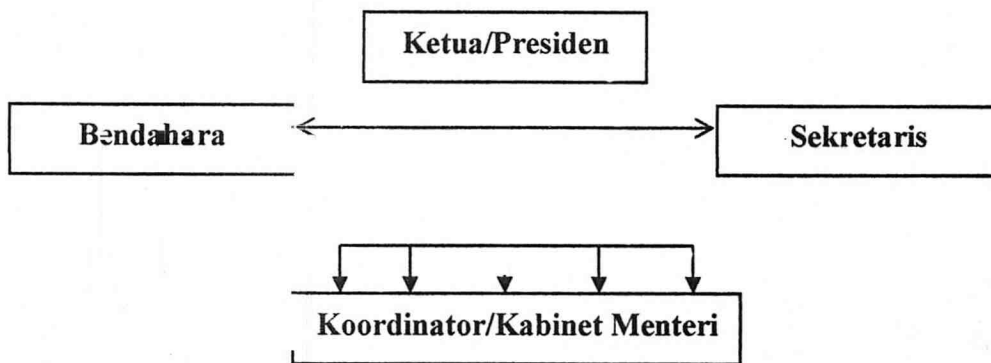 Ketua/Presiden
Bendahara
Sekretaris
Koordinator/Kabinet Menteri